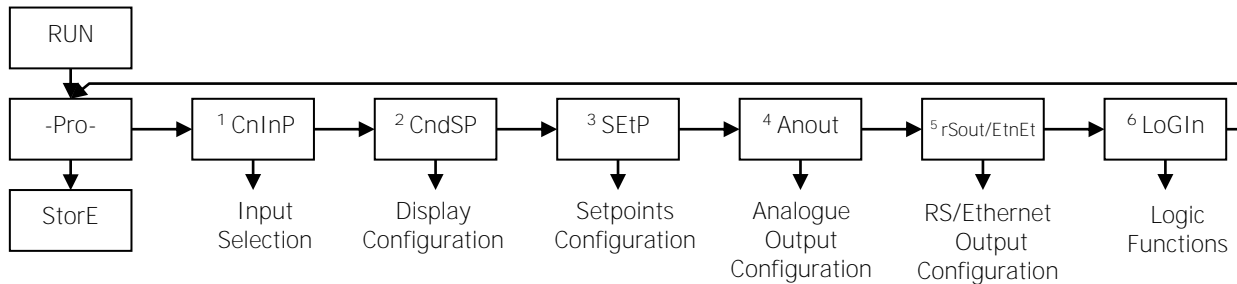 RUN
-Pro-
StorE
1 CnInP
2 CndSP
3 SEtP
4 Anout
5 rSout/EtnEt
6 LoGIn
Input
Selection
Display
Configuration
Setpoints
Configuration
Analogue
Output
Configuration
RS/Ethernet
Output
Configuration
Logic
Functions